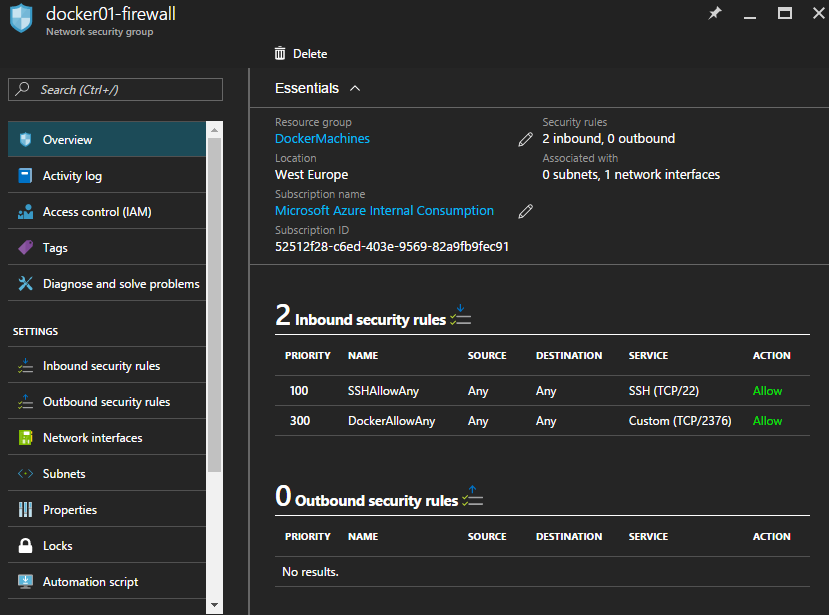 docker01-firewall
Network security group
Delete
Search (Ctrl+/)
Overview
Activity log
Access control (IAM)
Tags
Diagnose and solve problems
SETTINGS
Inbound security rules
Outbound security rules
Network interfaces
Subnets
Properties
Locks
Automation script
Essentials
Resource group
DockerMachines
Location
West Europe
Subscription name
Microsoft Azure Internal Consumption
Subscription ID
52512f28-c6ed-403e-9569-82a9fb9fec91
Security rules
2 inbound, 0 outbound
Associated with
0 subnets, 1 network interfaces
2 Inbound security rules
PRIORITY NAME SOURCE DESTINATION SERVICE ACTION
100 SSHAllowAny Any Any SSH (TCP/22) Allow
300 DockerAllowAny Any Any Custom (TCP/2376) Allow
0 Outbound security rules
PRIORITY NAME SOURCE DESTINATION SERVICE ACTION
No results.